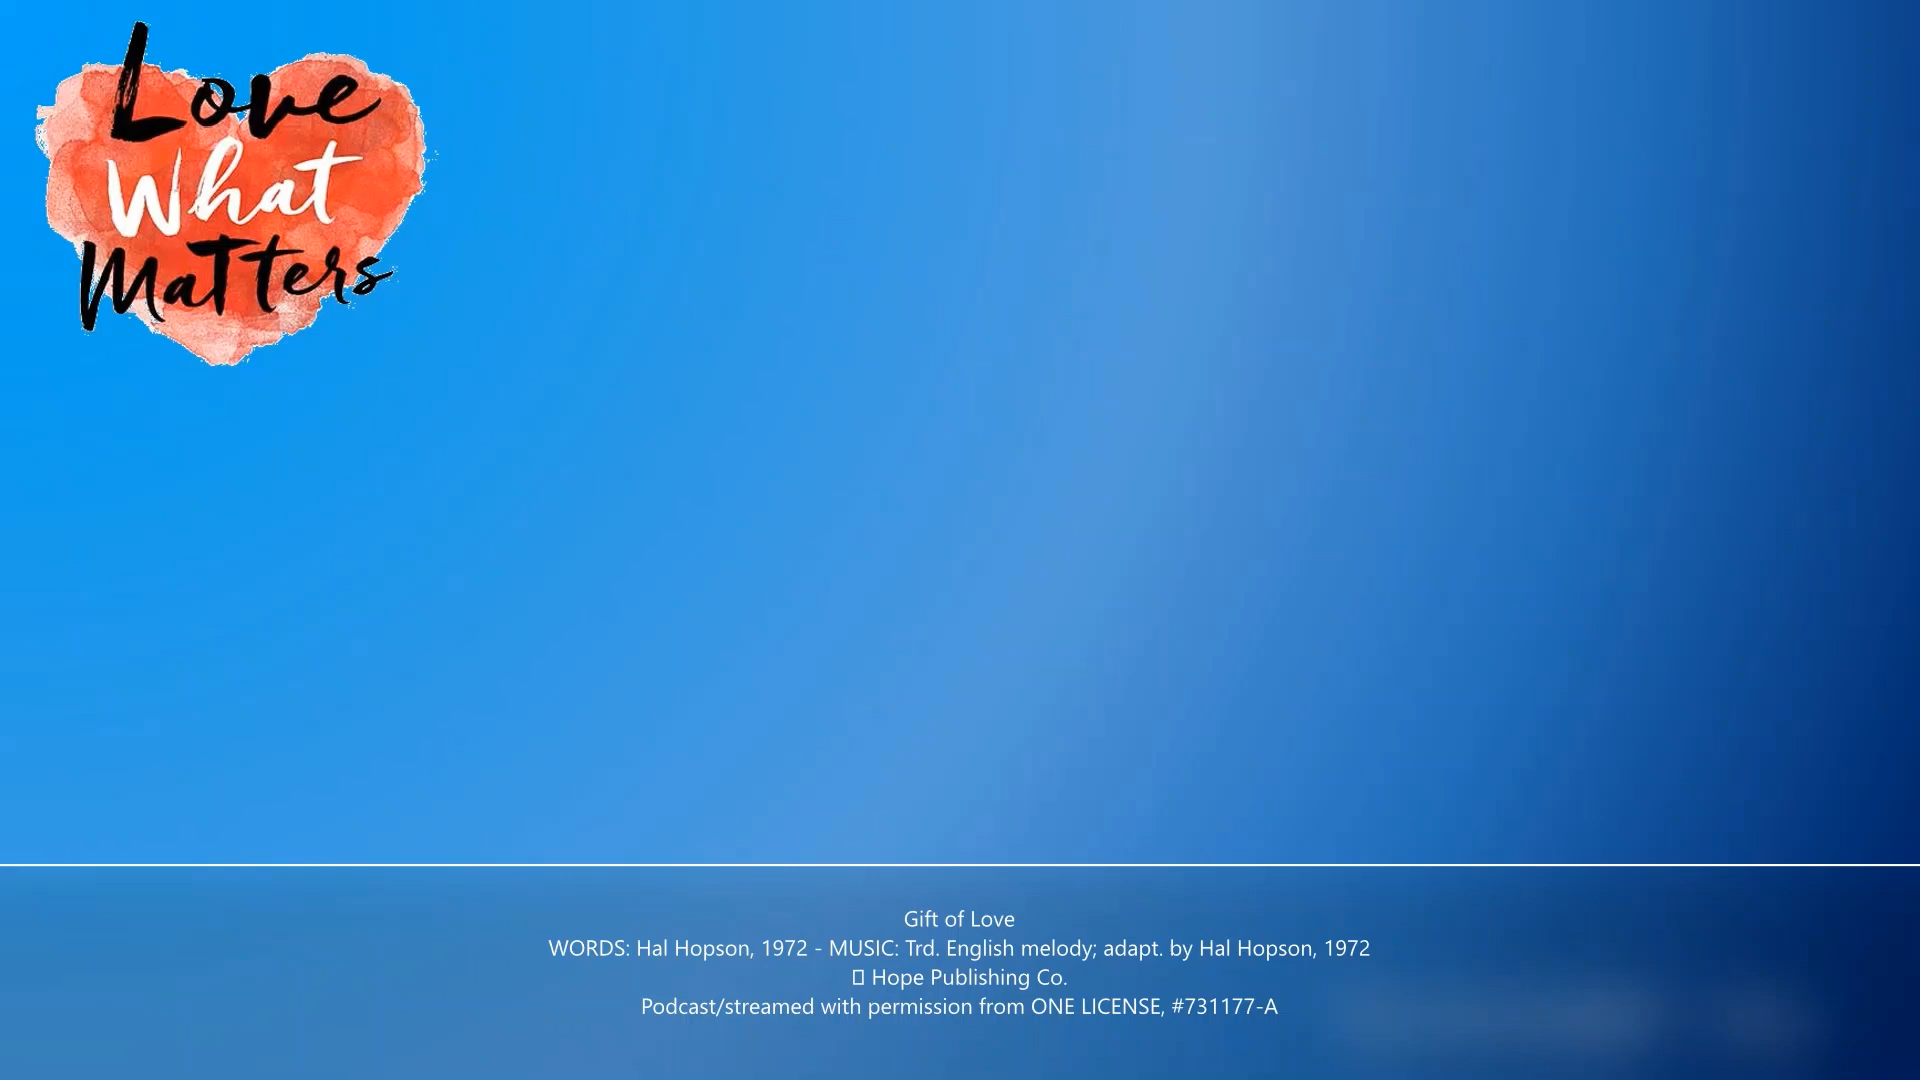 Love
What
Matters
Gift of Love
WORDS: Hal Hopson, 1972 - MUSIC: Trd. English melody; adapt. by Hal Hopson, 1972
▯ Hope Publishing Co.
Podcast/streamed with permission from ONE LICENSE, #731177-A